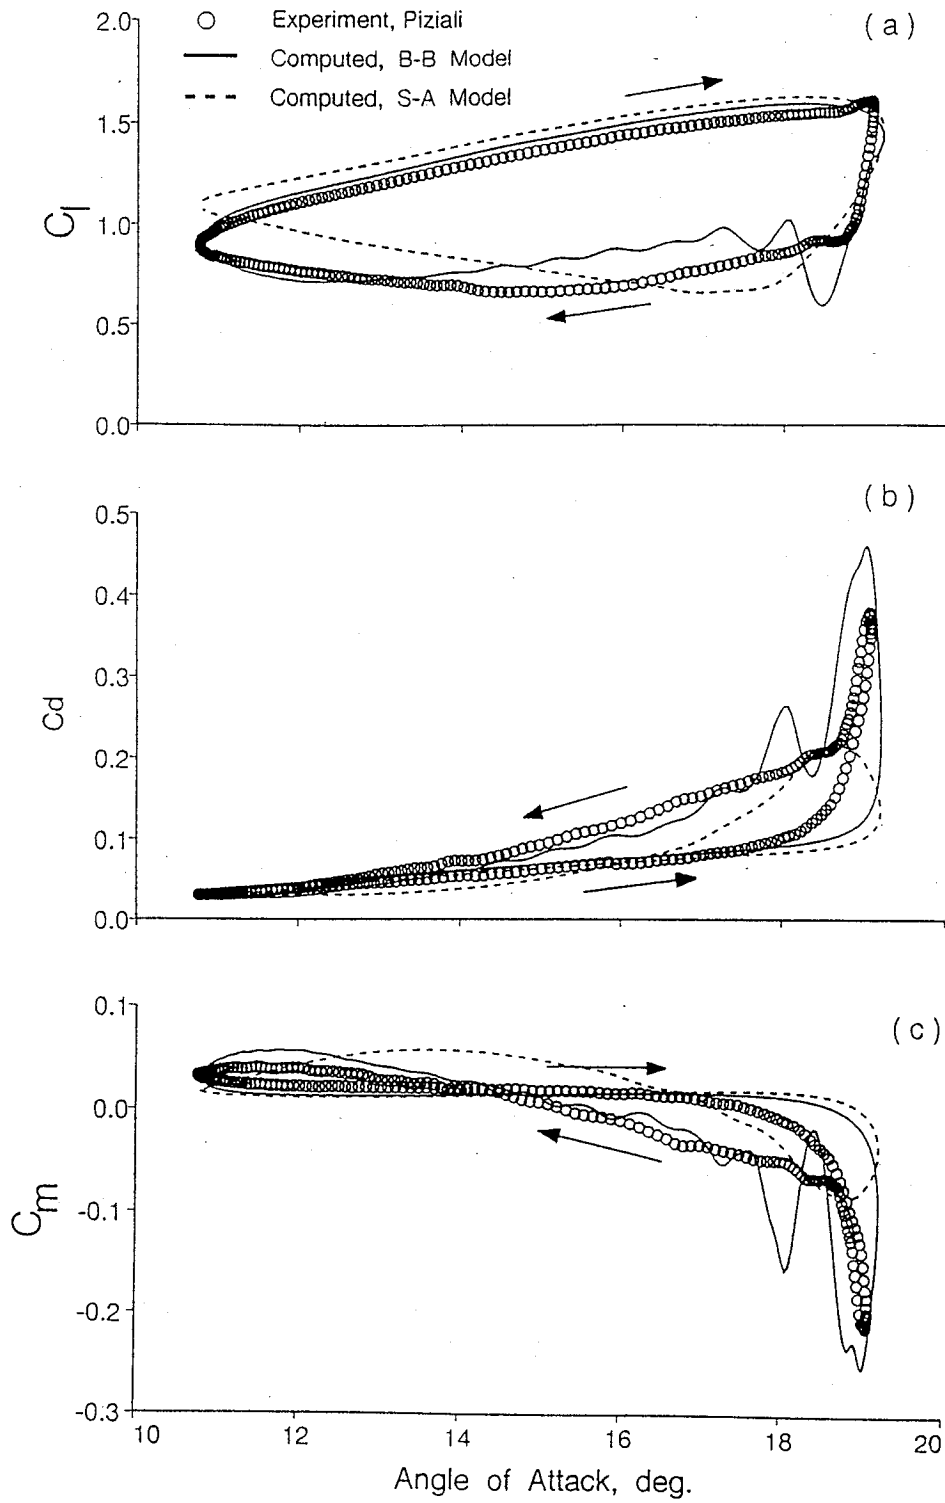 Experiment, Piziali
Computed, B-B Model
Computed, S-A Model
(a)
2.0
1.5
1.0
0.5
0.0
Cl
(b)
0.5
0.4
0.3
0.2
0.1
0.0
Cd
(c)
0.1
0.0
-0.1
-0.2
-0.3
Cm
10 12 14 16 18 20
Angle of Attack, deg.